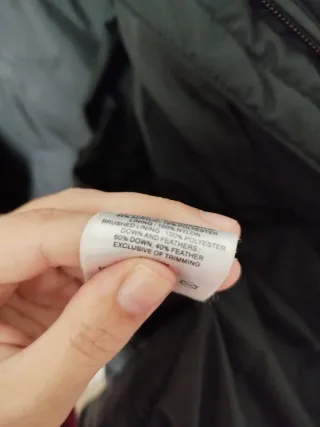 LINING: 100% NYLON
BRUSHED LINING: 100% POLYESTER
DOWN AND FEATHERS:
60% DOWN, 40% FEATHER
EXCLUSIVE OF TRIMMING